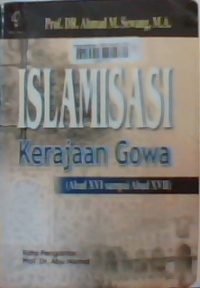 Prof. DR. Ahmad M. Sewang, M.A.
ISLAMISASI
Kerajaan Gowa
(Abad XVI sampai Abad XVII)
Kata Pengantar
Prof. Dr. Abu Hamid